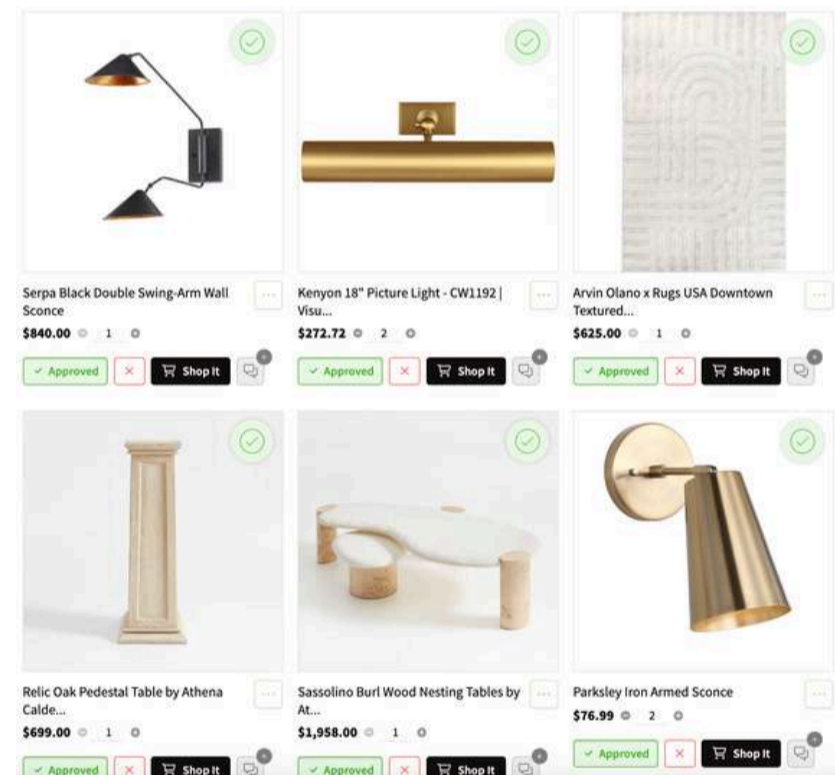 Serpa Black Double Swing-Arm Wall
Sconce
$840.00 1
Approved Shop It
Kenyon 18" Picture Light - CW1192 |
Visu...
$272.72 2
Approved Shop It
Arvin Olano x Rugs USA Downtown
Textured...
$625.00 1
Approved Shop It
Relic Oak Pedestal Table by Athena
Calde...
$699.00 1
Approved Shop It
Sassolino Burl Wood Nesting Tables by
At...
$1,958.00 1
Approved Shop It
Parksley Iron Armed Sconce
$76.99 2
Approved Shop It